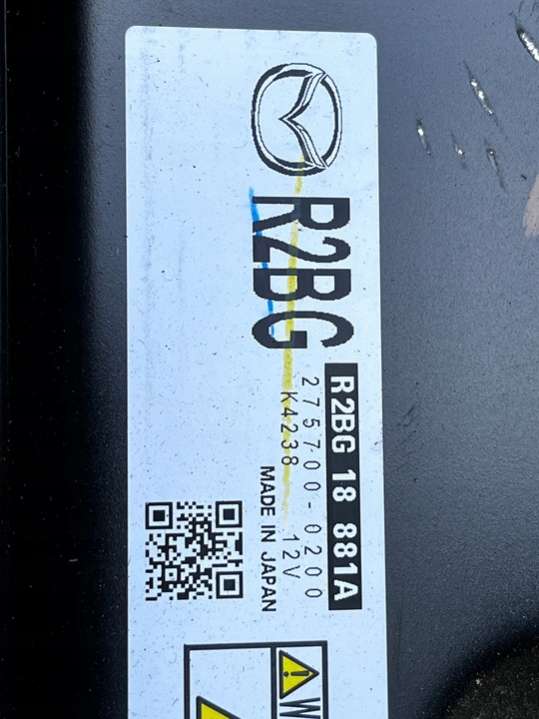 R2BG
R2BG 18 881A
275700-0200
K4238 12V
MADE IN JAPAN
W